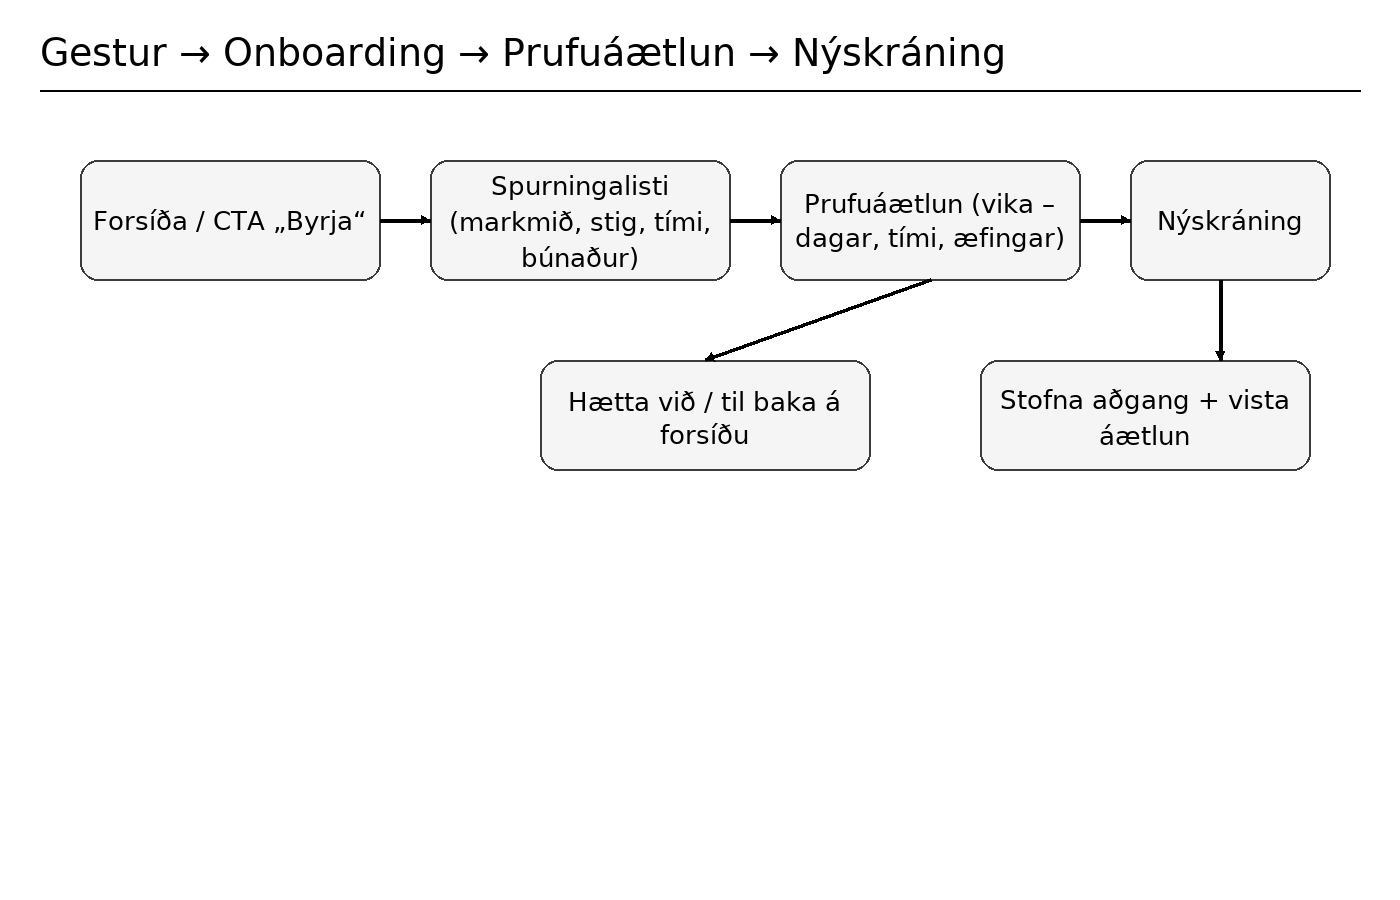 Gestur → Onboarding → Prufuáætlun → Nýskráning
Forsíða / CTA „Byrja“
Spurningalisti
(markmið, stig, tími,
búnaður)
Prufuáætlun (vika –
dagar, tími, æfingar)
Nýskráning
Hætta við / til baka á
forsíðu
Stofna aðgang + vista
áætlun